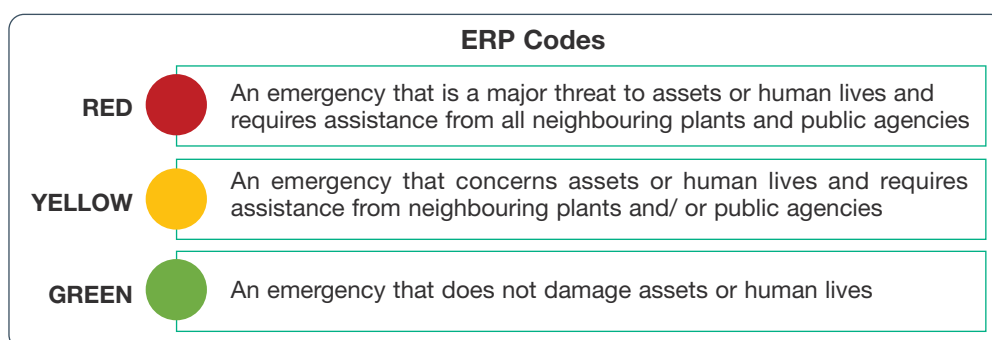 ERP Codes
RED
An emergency that is a major threat to assets or human lives and
requires assistance from all neighbouring plants and public agencies
YELLOW
An emergency that concerns assets or human lives and requires
assistance from neighbouring plants and/ or public agencies
GREEN
An emergency that does not damage assets or human lives